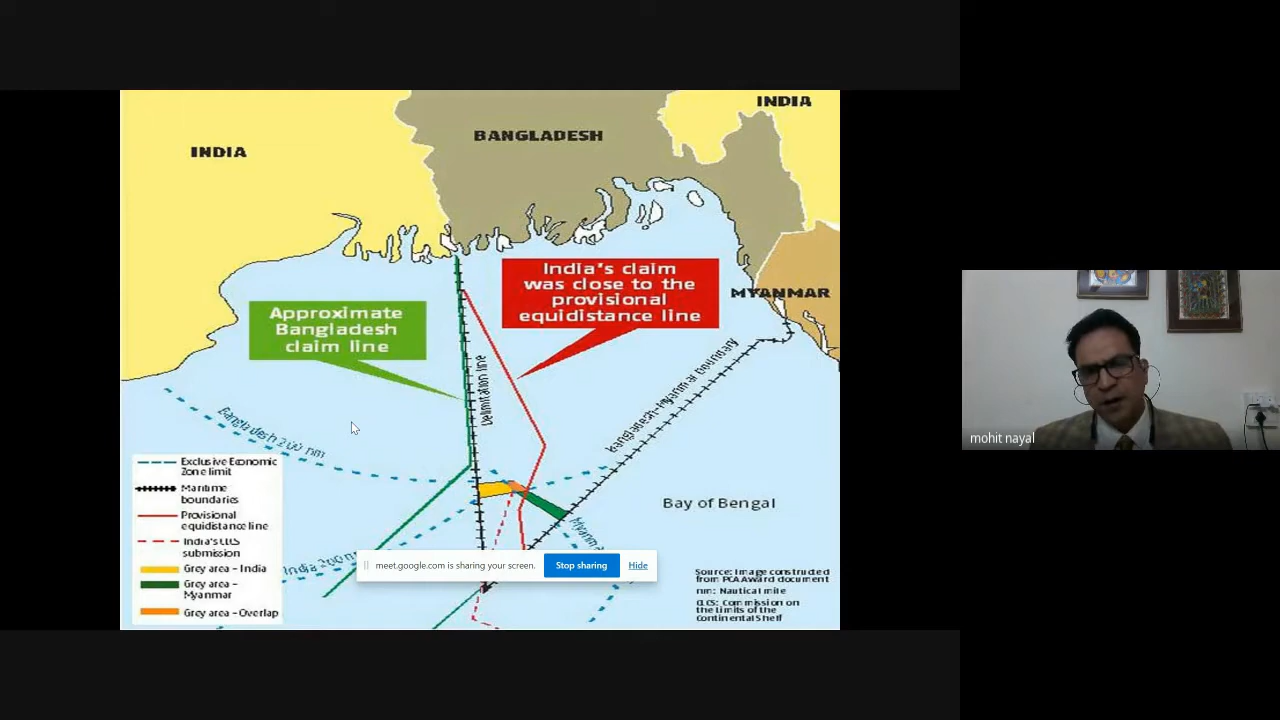 INDIA
BANGLADESH
INDIA
India's claim
was close to the
provisional
equidistance line
MYANMAR
Approximate
Bangladesh
claim line
Delimitation line
Bangladesh-Myanmar boundary
Bangladesh 200 nm
Bay of Bengal
India 200
Exclusive Economic
Zone limit
Maritime
boundaries
Provisional
equidistance line
India's CLCS
submission
Grey area - India
Grey area -
Myanmar
Grey area - Overlap
meet.google.com is sharing your screen.
Stop sharing
Hide
Source: Image constructed
from PCA Award document
nm: Nautical mile
CLCS: Commission on
the limits of the
continental Shelf
mohit nayal